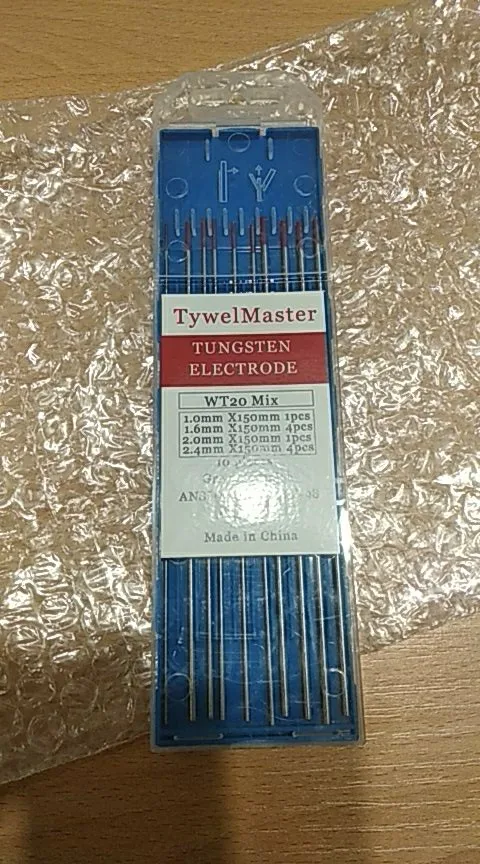 TywelMaster
TUNGSTEN
ELECTRODE
WT20 Mix
1.0mm X150mm 1pcs
1.6mm X150mm 4pcs
2.0mm X150mm 1pcs
2.4mm X150mm 4pcs
10
Made in China